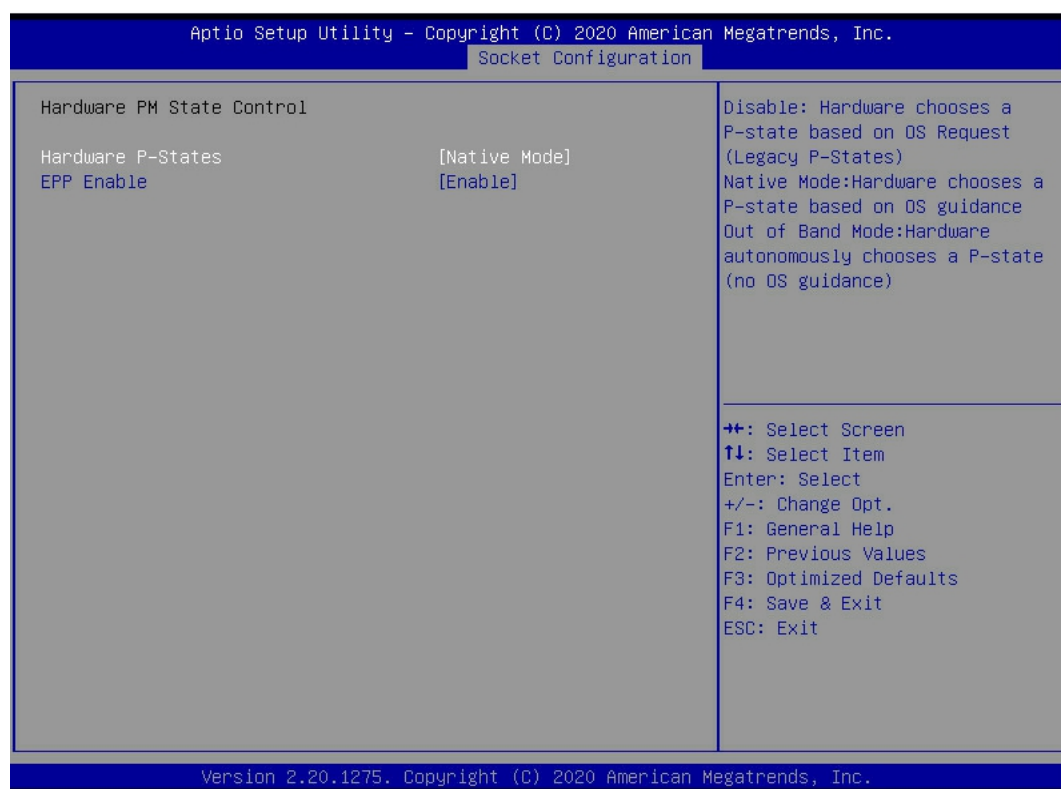 Aptio Setup Utility – Copyright (C) 2020 American Megatrends, Inc.
Socket Configuration
Hardware PM State Control
Hardware P-States [Native Mode]
EPP Enable [Enable]
Disable: Hardware chooses a
P-state based on OS Request
(Legacy P-States)
Native Mode:Hardware chooses a
P-state based on OS guidance
Out of Band Mode:Hardware
autonomously chooses a P-state
(no OS guidance)
→←: Select Screen
↑↓: Select Item
Enter: Select
+/-: Change Opt.
F1: General Help
F2: Previous Values
F3: Optimized Defaults
F4: Save & Exit
ESC: Exit
Version 2.20.1275. Copyright (C) 2020 American Megatrends, Inc.